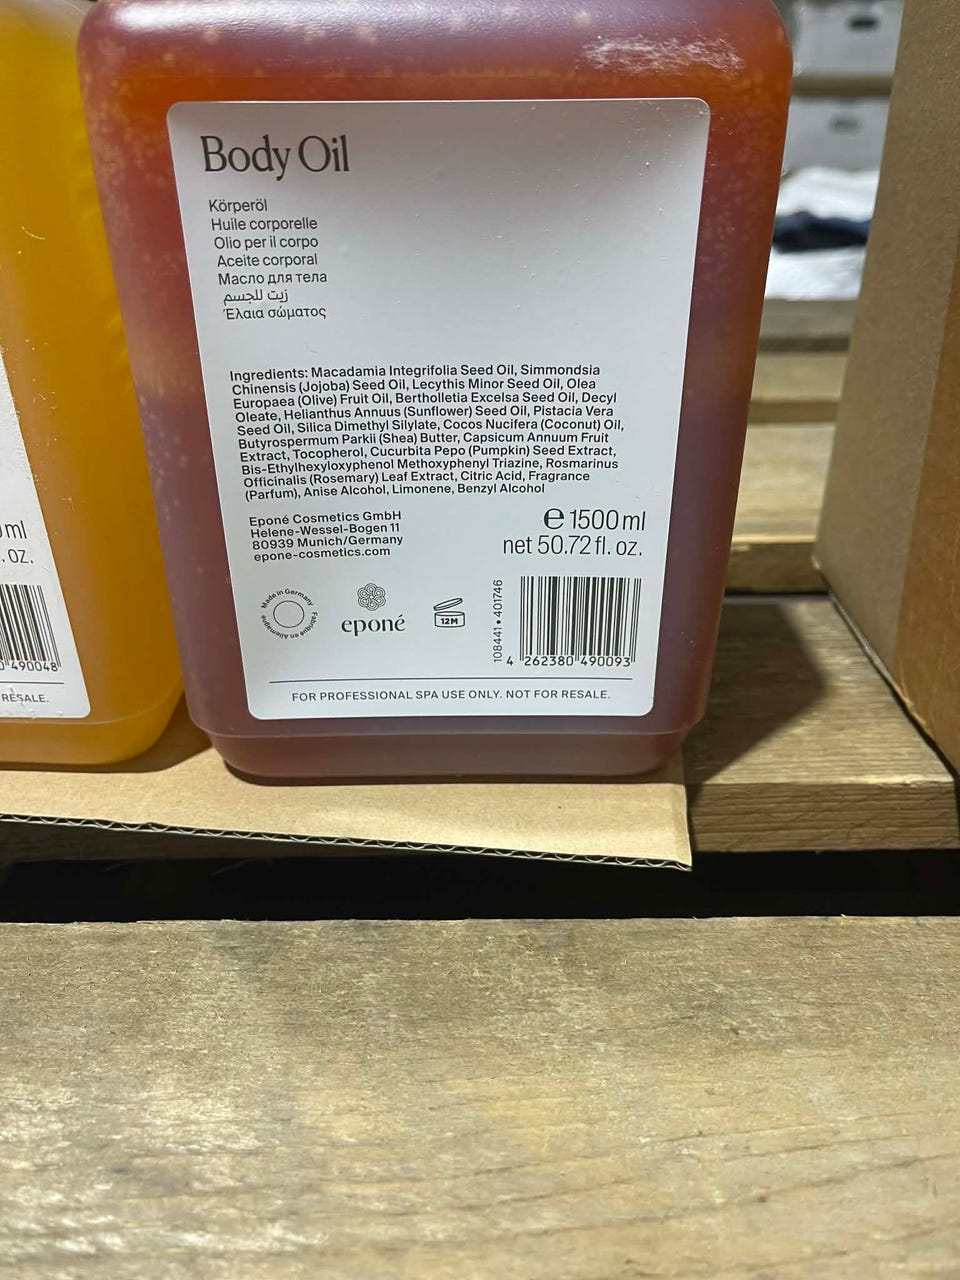 Body Oil
Körperöl
Huile corporelle
Olio per il corpo
Aceite corporal
Масло для тела
زيت للجسم
Έλαια σώματος
Ingredients: Macadamia Integrifolia Seed Oil, Simmondsia
Chinensis (Jojoba) Seed Oil, Lecythis Minor Seed Oil, Olea
Europaea (Olive) Fruit Oil, Bertholletia Excelsa Seed Oil, Decyl
Oleate, Helianthus Annuus (Sunflower) Seed Oil, Pistacia Vera
Seed Oil, Silica Dimethyl Silylate, Cocos Nucifera (Coconut) Oil,
Butyrospermum Parkii (Shea) Butter, Capsicum Annuum Fruit
Extract, Tocopherol, Cucurbita Pepo (Pumpkin) Seed Extract,
Bis-Ethylhexyloxyphenol Methoxyphenyl Triazine, Rosmarinus
Officinalis (Rosemary) Leaf Extract, Citric Acid, Fragrance
(Parfum), Anise Alcohol, Limonene, Benzyl Alcohol
Eponé Cosmetics GmbH
Helene-Wessel-Bogen 11
80939 Munich/Germany
epone-cosmetics.com
℮ 1500 ml
net 50.72 fl. oz.
Made in Germany
Fabriqué en Allemagne
eponé
12M
108441 • 401746
4 262380 490093
FOR PROFESSIONAL SPA USE ONLY. NOT FOR RESALE.
ml
. oz.
490048
RESALE.